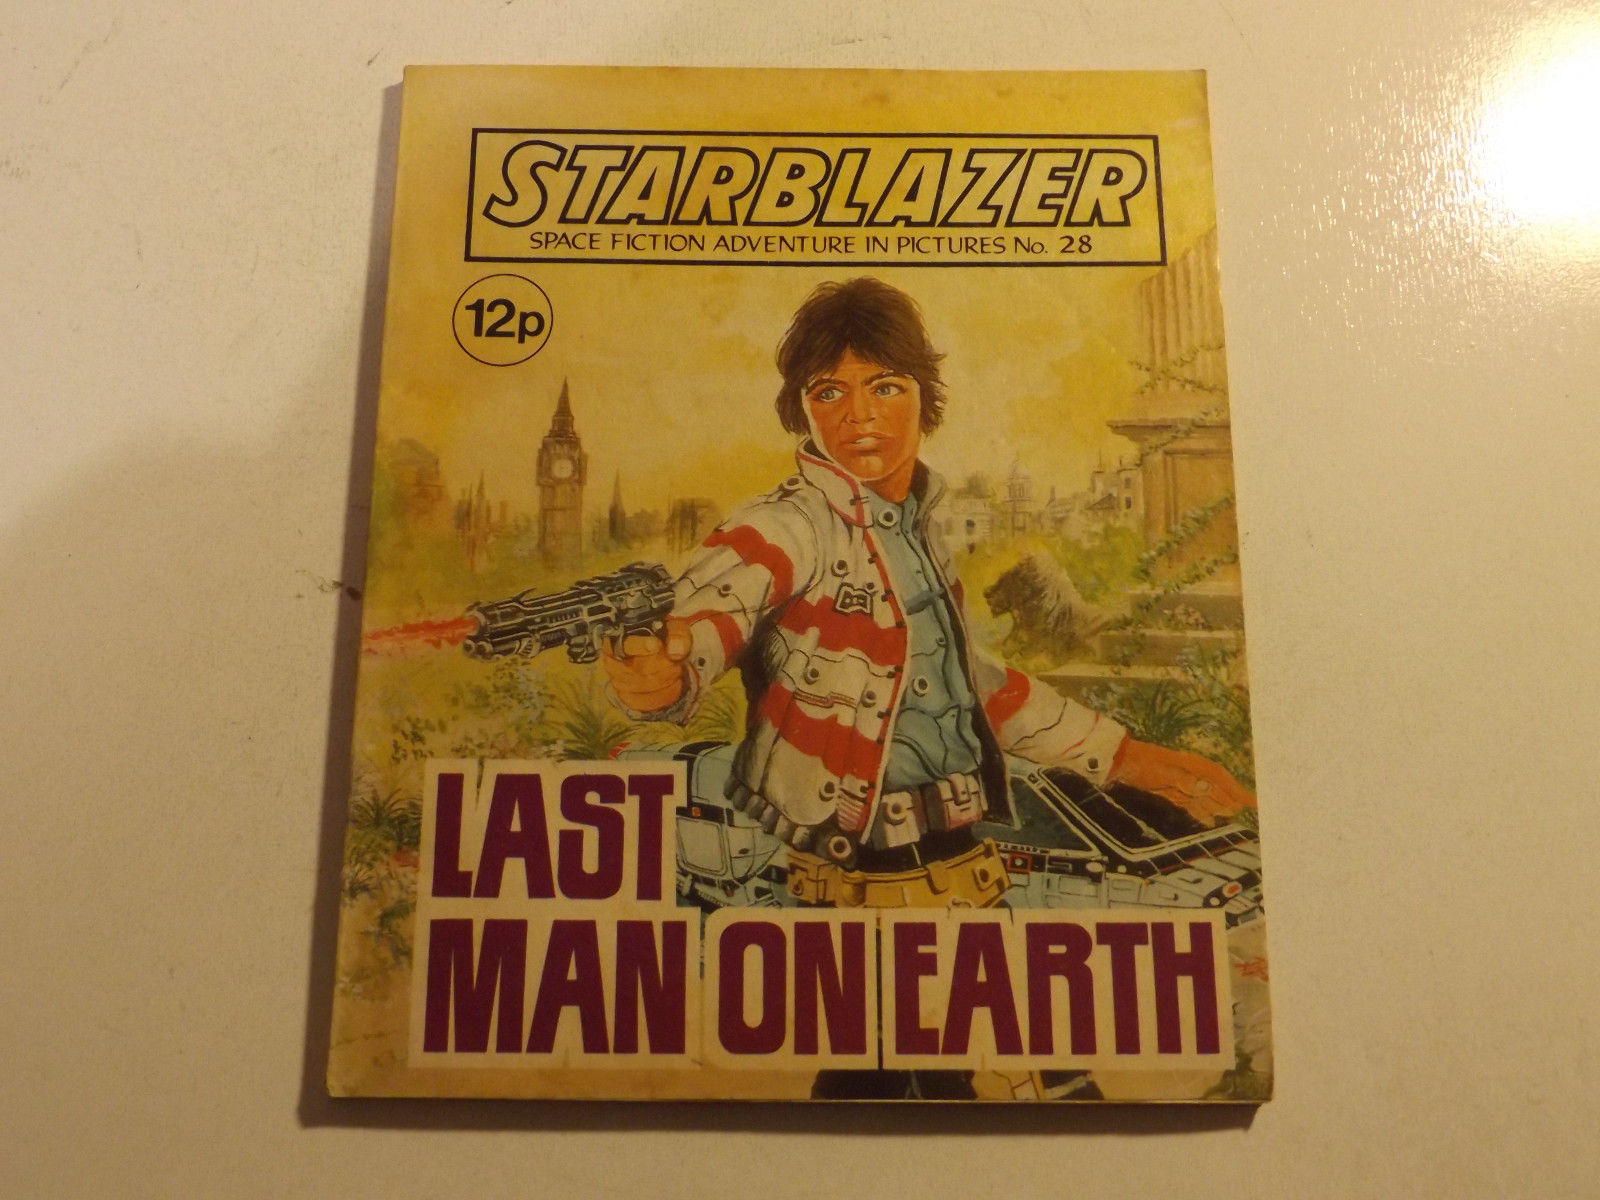 STARBLAZER
SPACE FICTION ADVENTURE IN PICTURES No. 28
12p
LAST
MAN ON EARTH